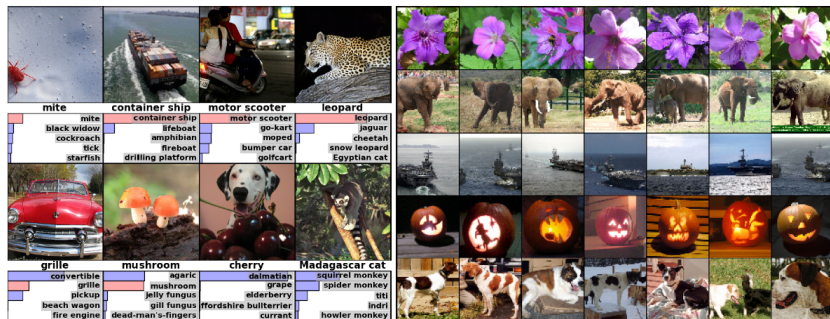 mite container ship motor scooter leopard
mite container ship motor scooter leopard
black widow lifeboat go-kart jaguar
cockroach amphibian moped cheetah
tick fireboat bumper car snow leopard
starfish drilling platform golfcart Egyptian cat
grille mushroom cherry Madagascar cat
convertible agaric dalmatian squirrel monkey
grille mushroom grape spider monkey
pickup jelly fungus elderberry titi
beach wagon gill fungus ffordshire bullterrier indri
fire engine dead-man's-fingers currant howler monkey